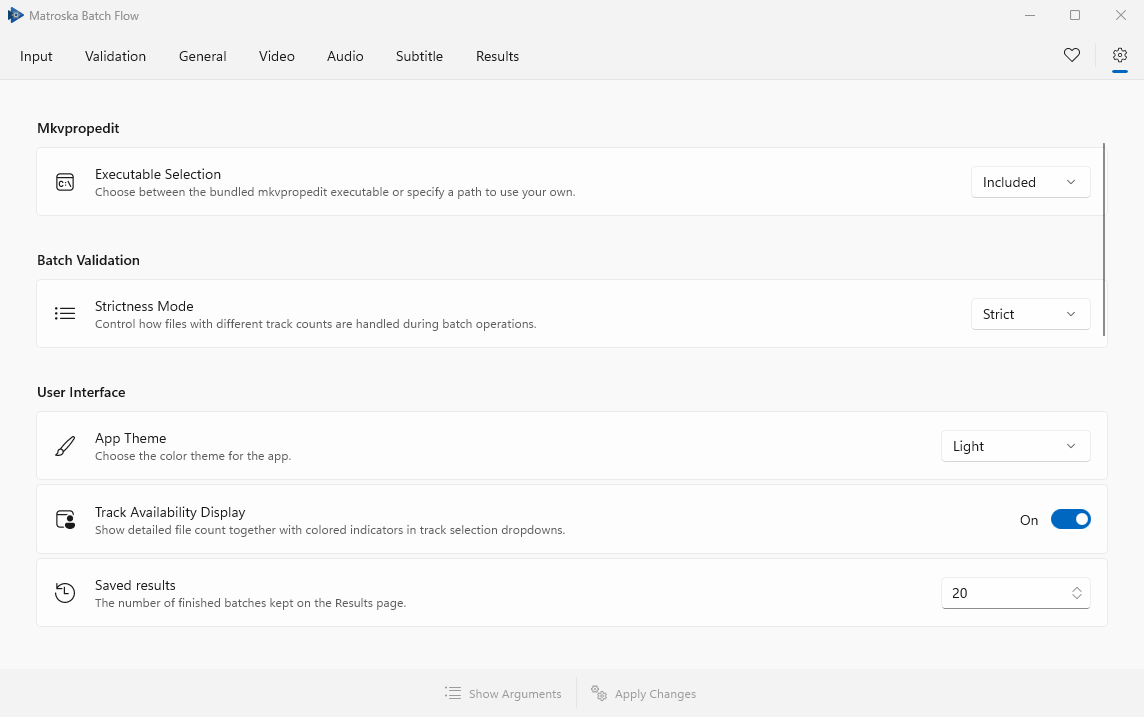 Matroska Batch Flow
Input
Validation
General
Video
Audio
Subtitle
Results
Mkvpropedit
C:\
Executable Selection
Choose between the bundled mkvpropedit executable or specify a path to use your own.
Included
Batch Validation
Strictness Mode
Control how files with different track counts are handled during batch operations.
Strict
User Interface
App Theme
Choose the color theme for the app.
Light
Track Availability Display
Show detailed file count together with colored indicators in track selection dropdowns.
On
Saved results
The number of finished batches kept on the Results page.
20
Show Arguments
Apply Changes